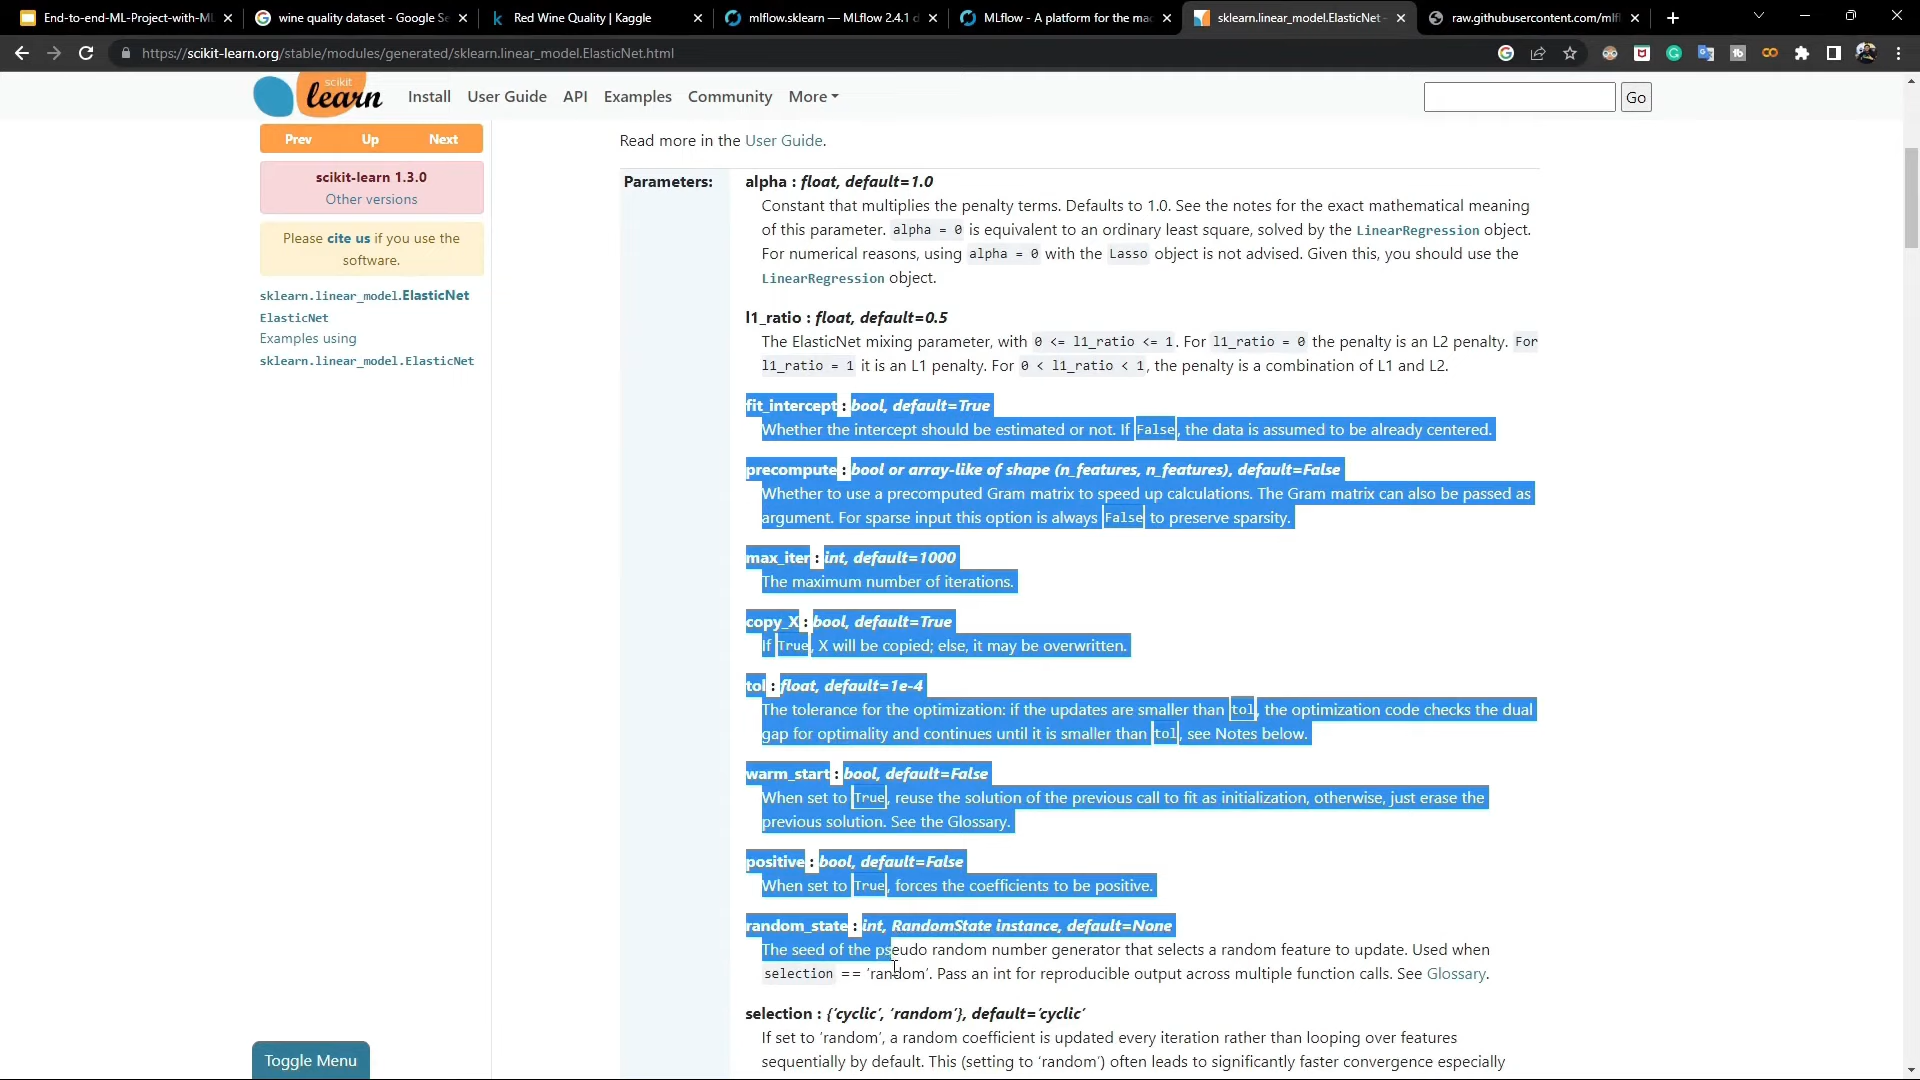 End-to-end-ML-Project-with-ML
wine quality dataset - Google Se
Red Wine Quality | Kaggle
mlflow.sklearn — MLflow 2.4.1 d
MLflow - A platform for the mac
sklearn.linear_model.ElasticNet -
raw.githubusercontent.com/mlf
https://scikit-learn.org/stable/modules/generated/sklearn.linear_model.ElasticNet.html
scikit
learn
Install
User Guide
API
Examples
Community
More
Go
Prev
Up
Next
scikit-learn 1.3.0
Other versions
Please cite us if you use the
software.
sklearn.linear_model.ElasticNet
ElasticNet
Examples using
sklearn.linear_model.ElasticNet
Toggle Menu
Read more in the User Guide.
Parameters:
alpha : float, default=1.0
Constant that multiplies the penalty terms. Defaults to 1.0. See the notes for the exact mathematical meaning
of this parameter. alpha = 0 is equivalent to an ordinary least square, solved by the LinearRegression object.
For numerical reasons, using alpha = 0 with the Lasso object is not advised. Given this, you should use the
LinearRegression object.
l1_ratio : float, default=0.5
The ElasticNet mixing parameter, with 0 <= l1_ratio <= 1. For l1_ratio = 0 the penalty is an L2 penalty. For
l1_ratio = 1 it is an L1 penalty. For 0 < l1_ratio < 1, the penalty is a combination of L1 and L2.
fit_intercept : bool, default=True
Whether the intercept should be estimated or not. If False, the data is assumed to be already centered.
precompute : bool or array-like of shape (n_features, n_features), default=False
Whether to use a precomputed Gram matrix to speed up calculations. The Gram matrix can also be passed as
argument. For sparse input this option is always False to preserve sparsity.
max_iter : int, default=1000
The maximum number of iterations.
copy_X : bool, default=True
If True, X will be copied; else, it may be overwritten.
tol : float, default=1e-4
The tolerance for the optimization: if the updates are smaller than tol, the optimization code checks the dual
gap for optimality and continues until it is smaller than tol, see Notes below.
warm_start : bool, default=False
When set to True, reuse the solution of the previous call to fit as initialization, otherwise, just erase the
previous solution. See the Glossary.
positive : bool, default=False
When set to True, forces the coefficients to be positive.
random_state : int, RandomState instance, default=None
The seed of the pseudo random number generator that selects a random feature to update. Used when
selection == ‘random’. Pass an int for reproducible output across multiple function calls. See Glossary.
selection : {‘cyclic’, ‘random’}, default=‘cyclic’
If set to ‘random’, a random coefficient is updated every iteration rather than looping over features
sequentially by default. This (setting to ‘random’) often leads to significantly faster convergence especially